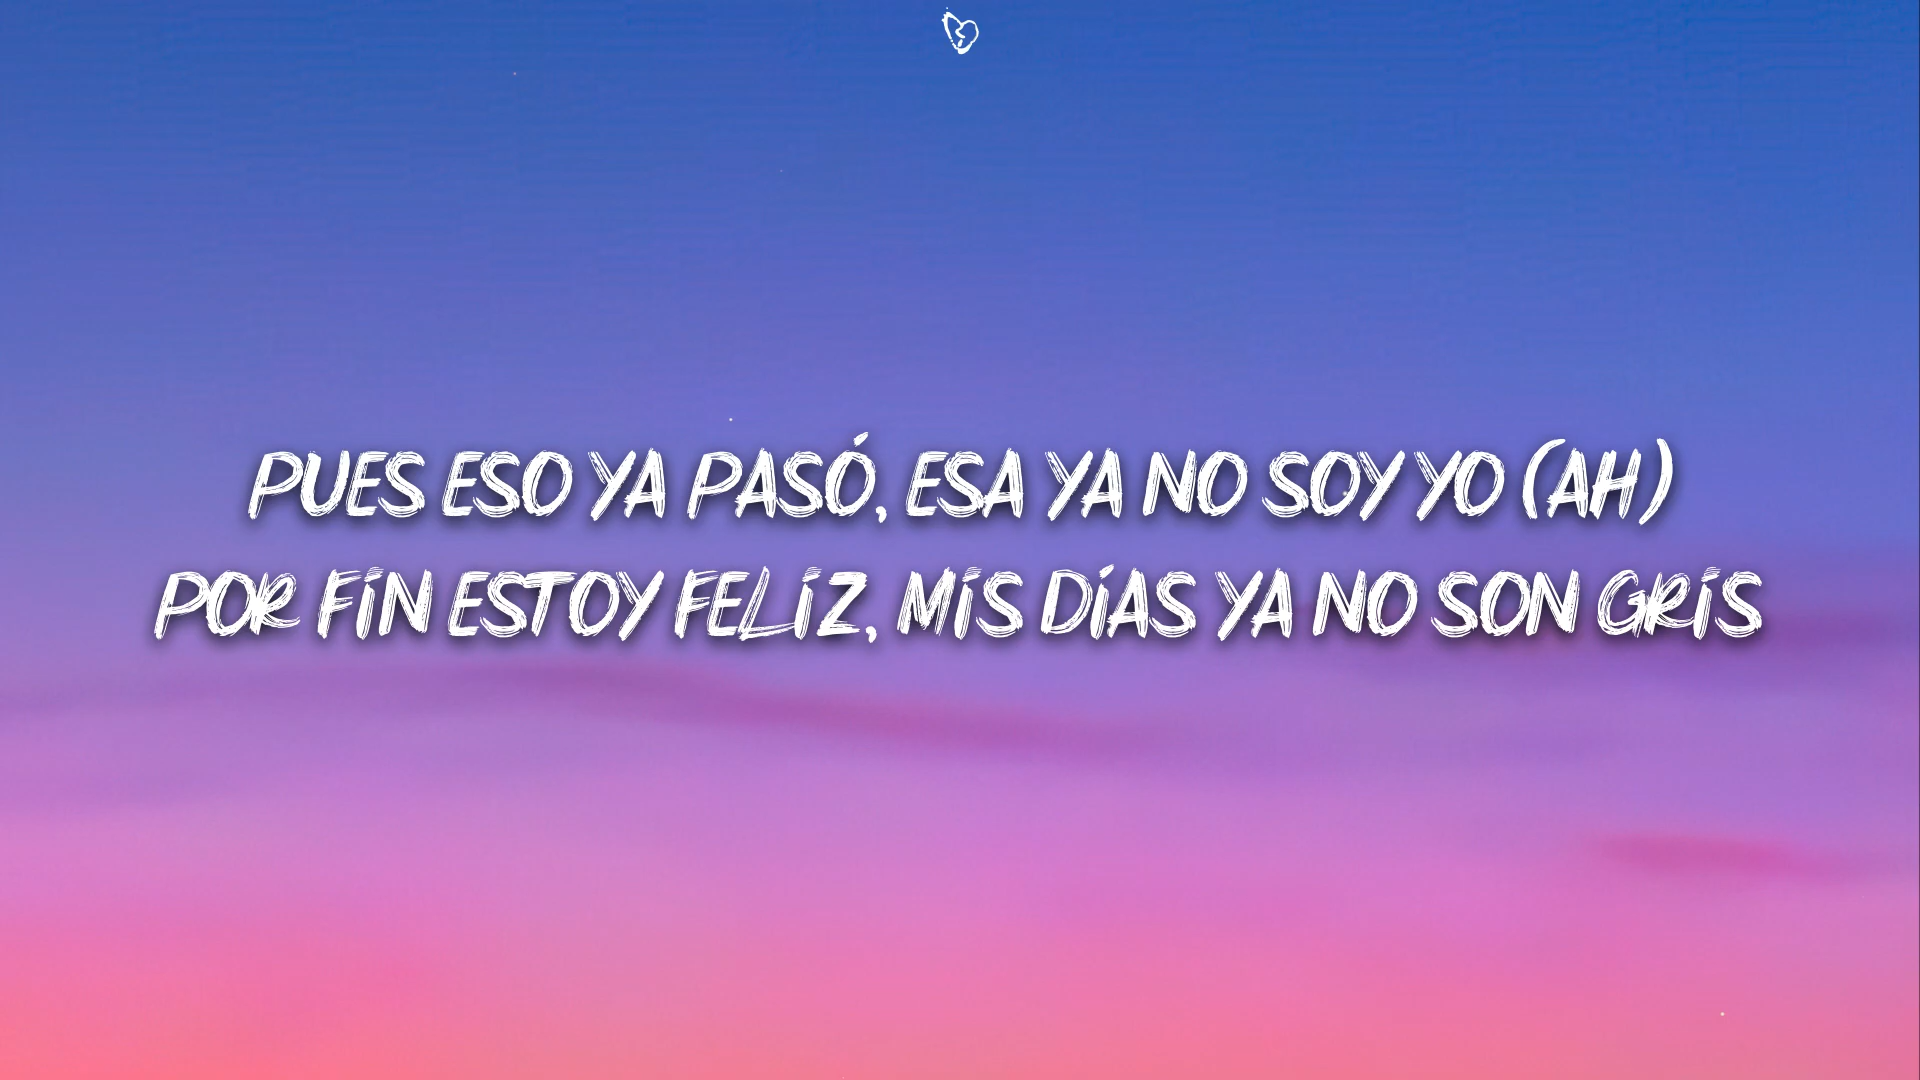 PUES ESO YA PASÓ, ESA YA NO SOY YO (AH)
POR FIN ESTOY FELIZ, MIS DÍAS YA NO SON GRIS